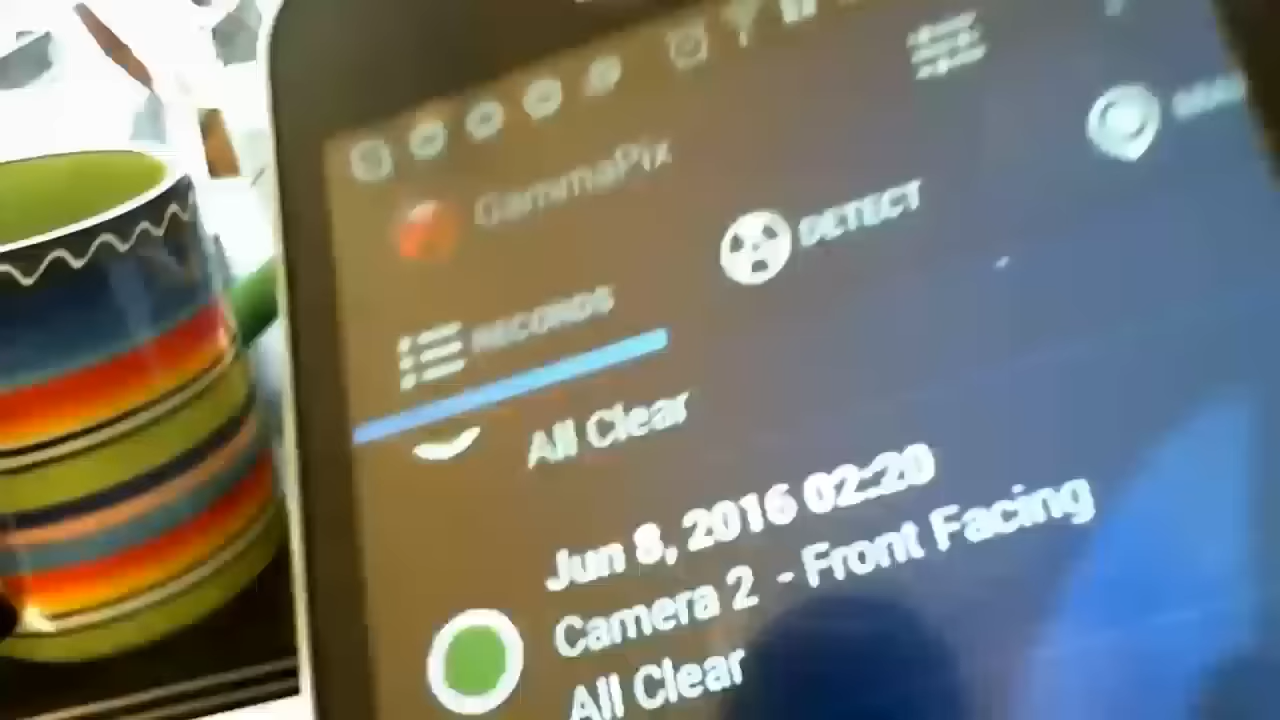 GammaPix
RECORDS
DETECT
All Clear
Jun 8, 2016 02:20
Camera 2 - Front Facing
All Clear